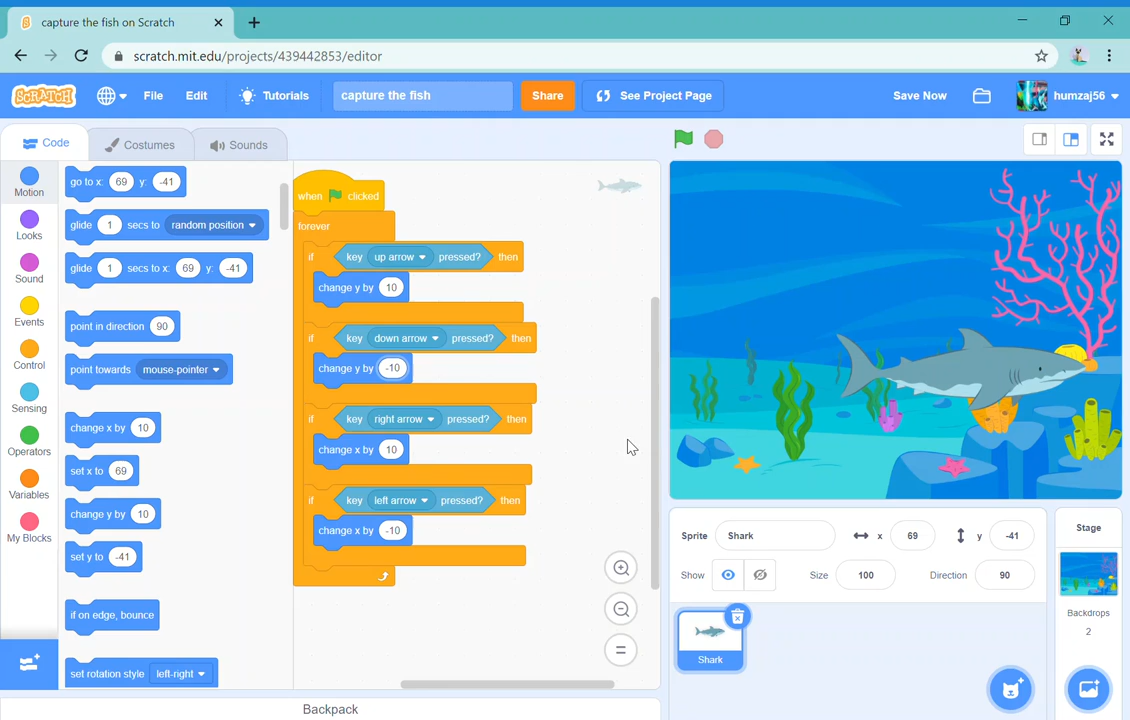 capture the fish on Scratch
scratch.mit.edu/projects/439442853/editor
SCRATCH File Edit Tutorials capture the fish Share See Project Page Save Now humzaj56
Code Costumes Sounds
Motion
Looks
Sound
Events
Control
Sensing
Operators
Variables
My Blocks
go to x: 69 y: -41
glide 1 secs to random position
glide 1 secs to x: 69 y: -41
point in direction 90
point towards mouse-pointer
change x by 10
set x to 69
change y by 10
set y to -41
if on edge, bounce
set rotation style left-right
when clicked
forever
if key up arrow pressed? then
change y by 10
if key down arrow pressed? then
change y by -10
if key right arrow pressed? then
change x by 10
if key left arrow pressed? then
change x by -10
Backpack
Sprite Shark x 69 y -41
Show Size 100 Direction 90
Shark
Stage
Backdrops
2